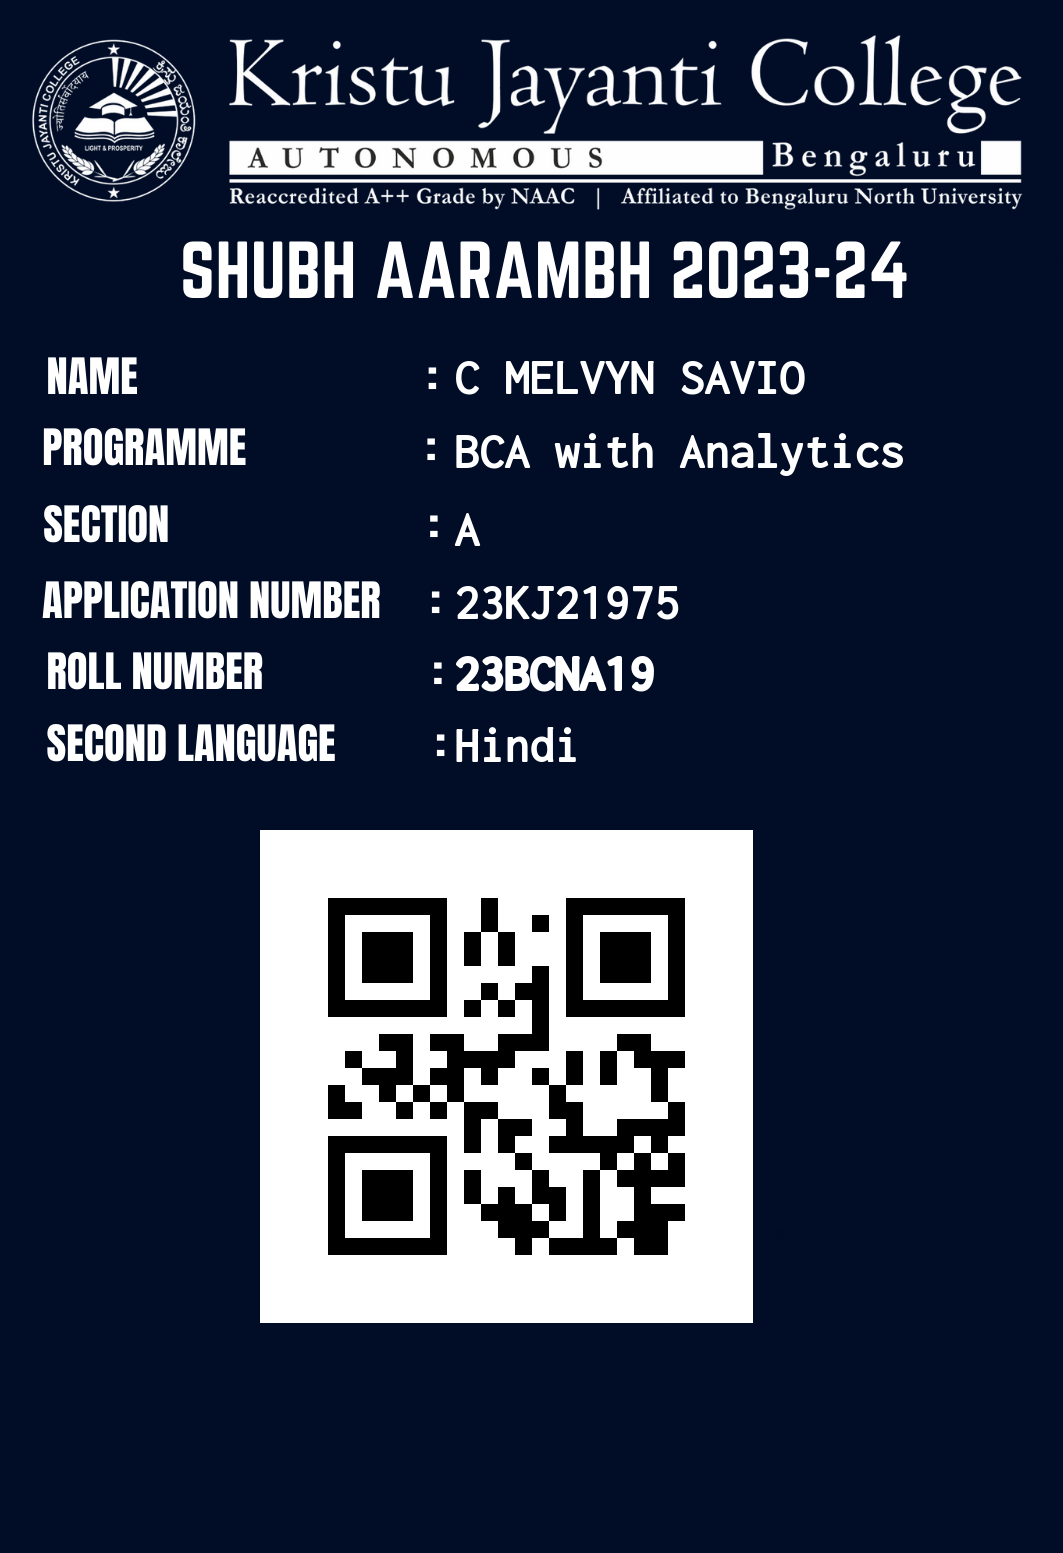 KRISTU JAYANTI COLLEGE
LIGHT & PROSPERITY
Kristu Jayanti College
AUTONOMOUS Bengaluru
Reaccredited A++ Grade by NAAC | Affiliated to Bengaluru North University
SHUBH AARAMBH 2023-24
NAME : C MELVYN SAVIO
PROGRAMME : BCA with Analytics
SECTION : A
APPLICATION NUMBER : 23KJ21975
ROLL NUMBER : 23BCNA19
SECOND LANGUAGE : Hindi